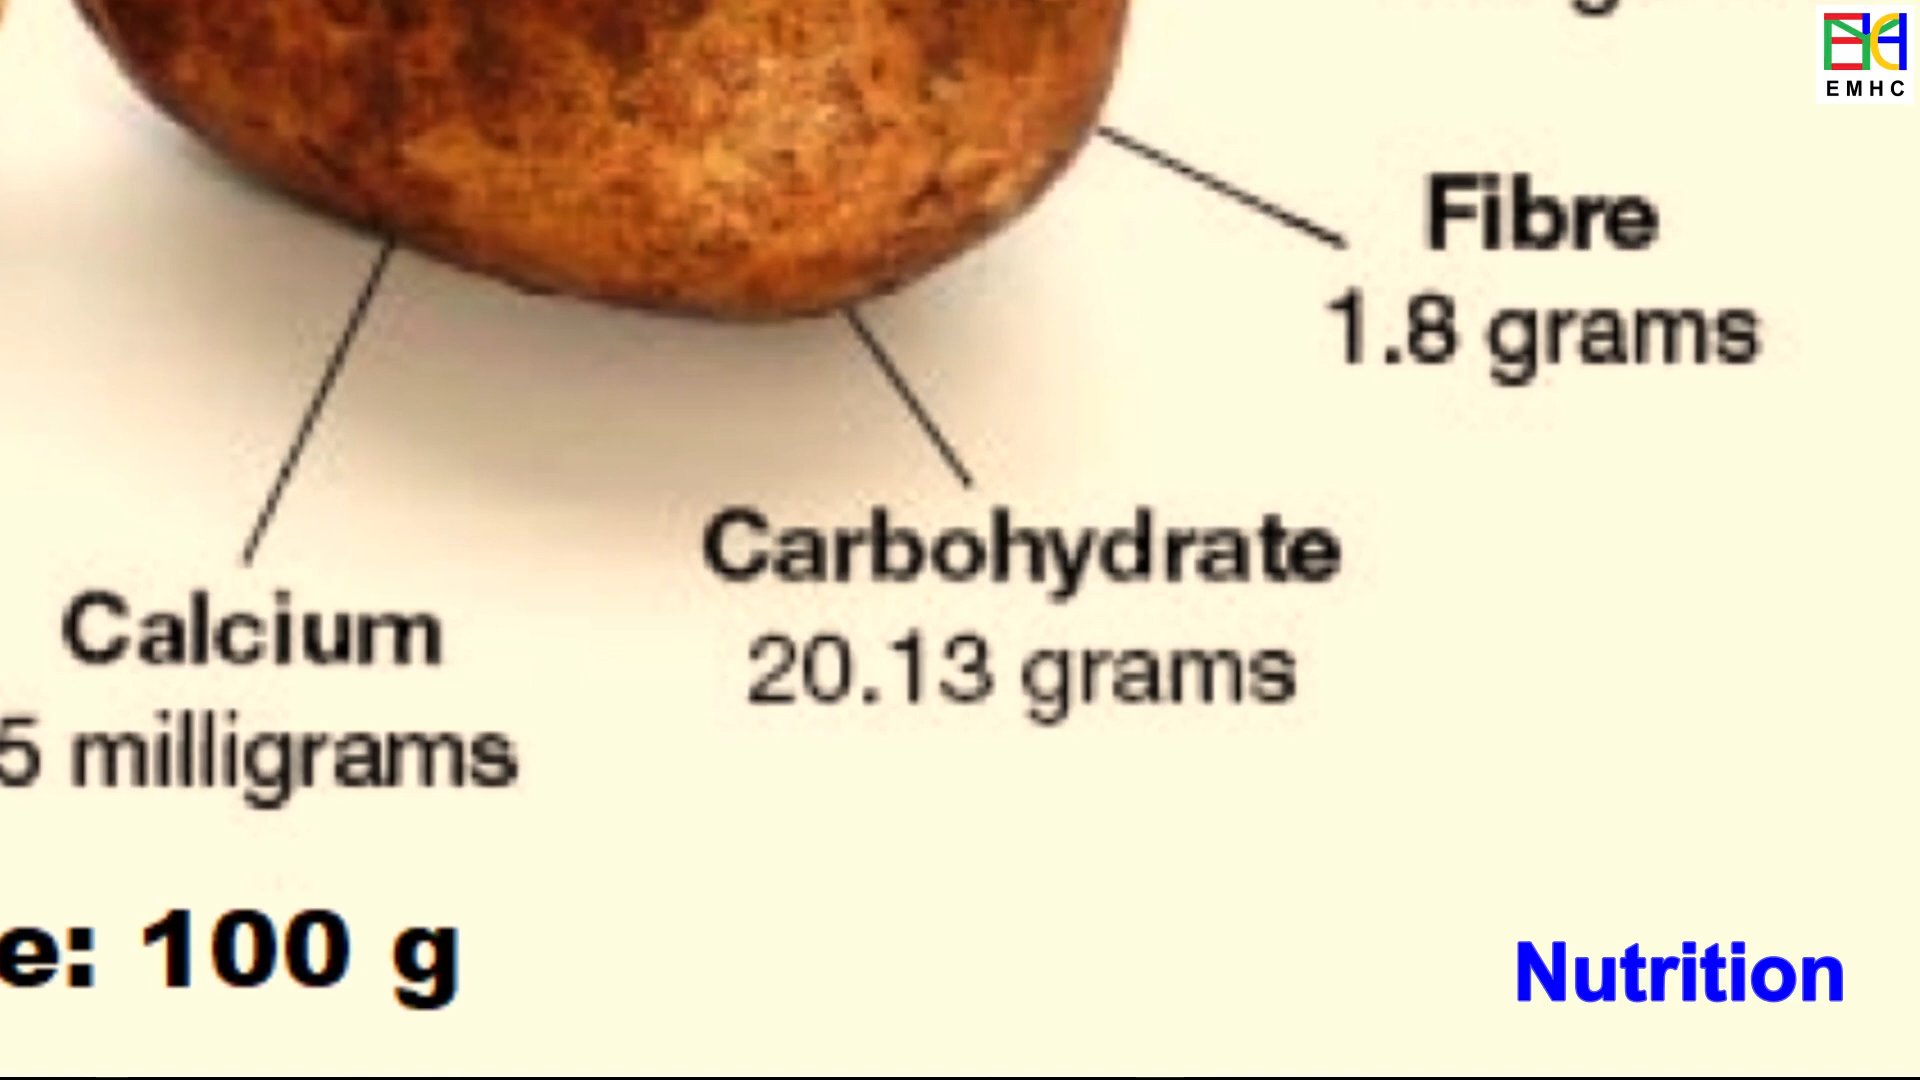 EMHC
Fibre
1.8 grams
Carbohydrate
20.13 grams
Calcium
5 milligrams
e: 100 g
Nutrition